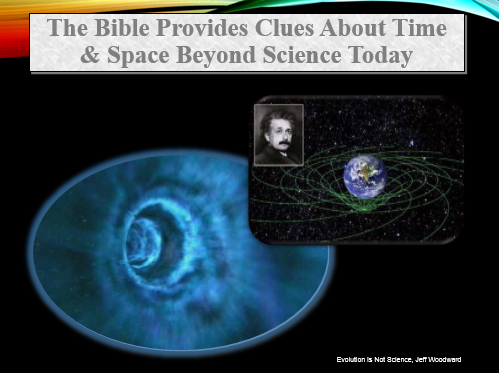 The Bible Provides Clues About Time
& Space Beyond Science Today
Evolution is Not Science, Jeff Woodward